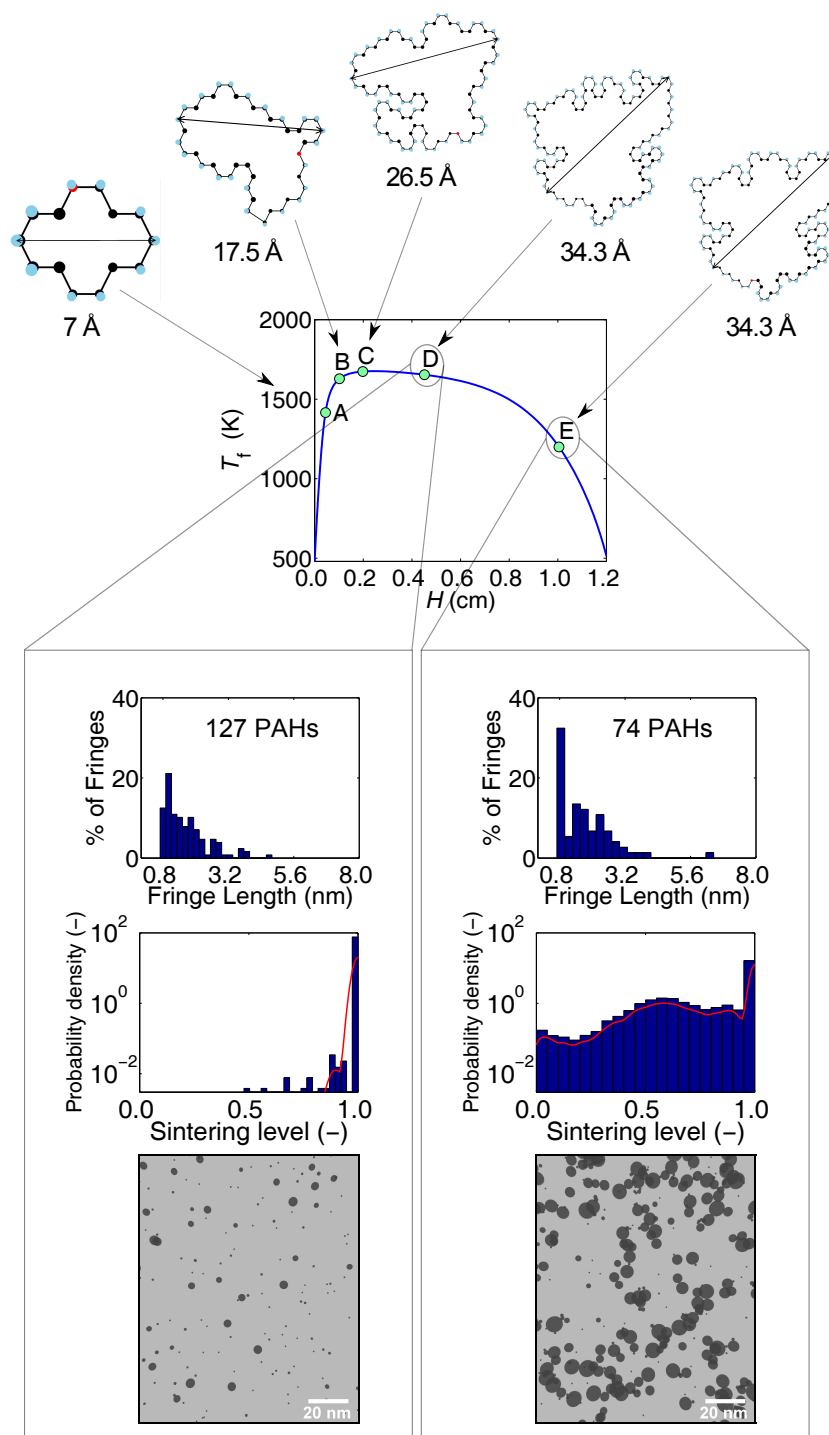 26.5 Å
17.5 Å
34.3 Å
7 Å
34.3 Å
2000
1500
1000
500
T_f (K)
A
B
C
D
E
0.0 0.2 0.4 0.6 0.8 1.0 1.2
H (cm)
40
20
0
% of Fringes
127 PAHs
0.8 3.2 5.6 8.0
Fringe Length (nm)
10^2
10^0
10^−2
Probability density (−)
0.0 0.5 1.0
Sintering level (−)
20 nm
40
20
0
% of Fringes
74 PAHs
0.8 3.2 5.6 8.0
Fringe Length (nm)
10^2
10^0
10^−2
Probability density (−)
0.0 0.5 1.0
Sintering level (−)
20 nm